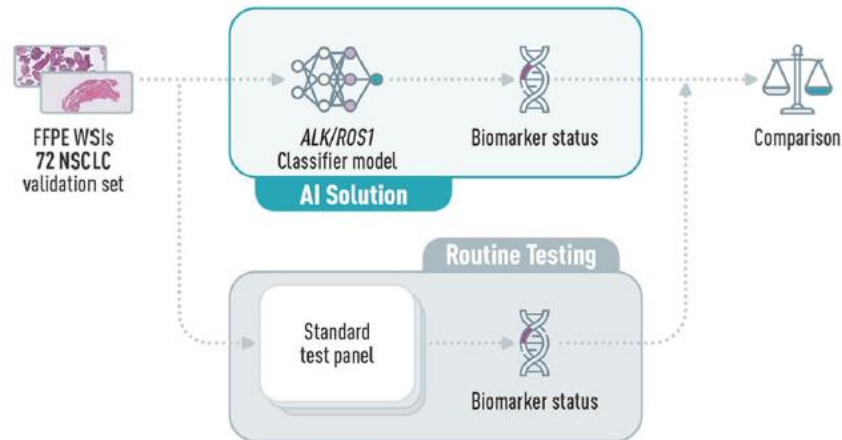 FFPE WSIs
72 NSCLC
validation set
ALK/ROS1
Classifier model
Biomarker status
Comparison
AI Solution
Routine Testing
Standard
test panel
Biomarker status